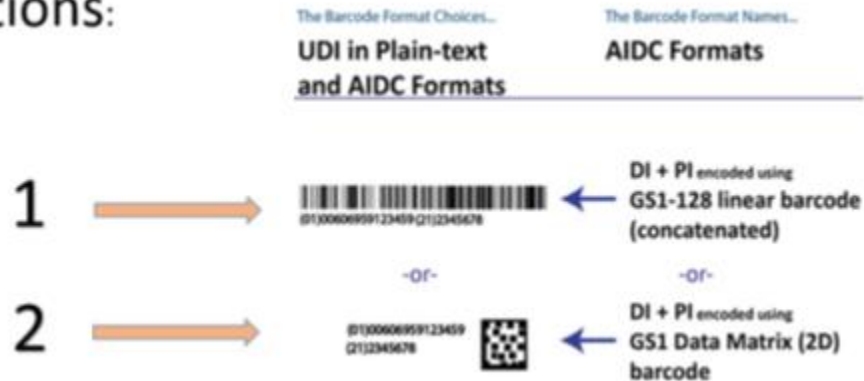 tions:
The Barcode Format Choices...
UDI in Plain-text
and AIDC Formats
The Barcode Format Names...
AIDC Formats
1
(01)00606959123459(21)2345678
DI + PI encoded using
GS1-128 linear barcode
(concatenated)
-or-
-or-
2
(01)00606959123459
(21)2345678
DI + PI encoded using
GS1 Data Matrix (2D)
barcode